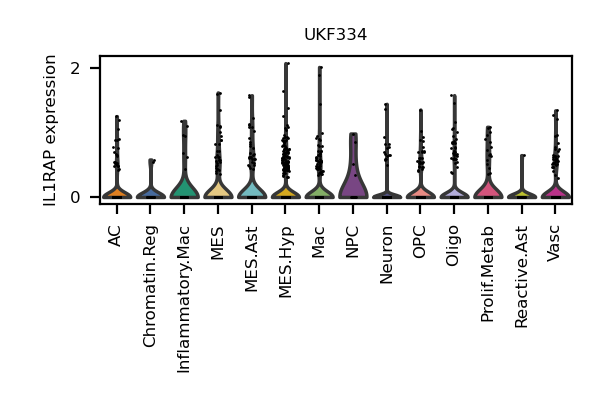 UKF334
IL1RAP expression
2
0
AC
Chromatin.Reg
Inflammatory.Mac
MES
MES.Ast
MES.Hyp
Mac
NPC
Neuron
OPC
Oligo
Prolif.Metab
Reactive.Ast
Vasc